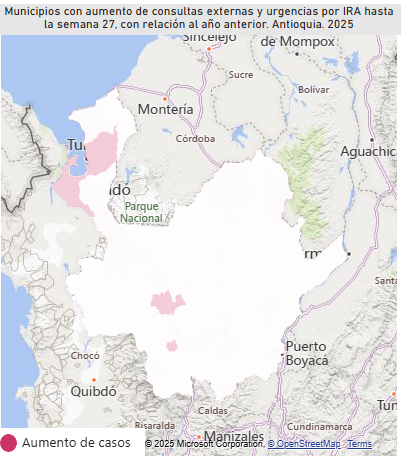 Municipios con aumento de consultas externas y urgencias por IRA hasta
la semana 27, con relación al año anterior. Antioquia. 2025
Sincelejo
de Mompox
Sucre
Bolívar
Montería
Córdoba
Aguachica
Parque
Nacional
Santa
Puerto
Boyacá
Chocó
Quibdó
Caldas
Risaralda
Cundinamarca
Manizales
Aumento de casos
© 2025 Microsoft Corporation, © OpenStreetMap Terms